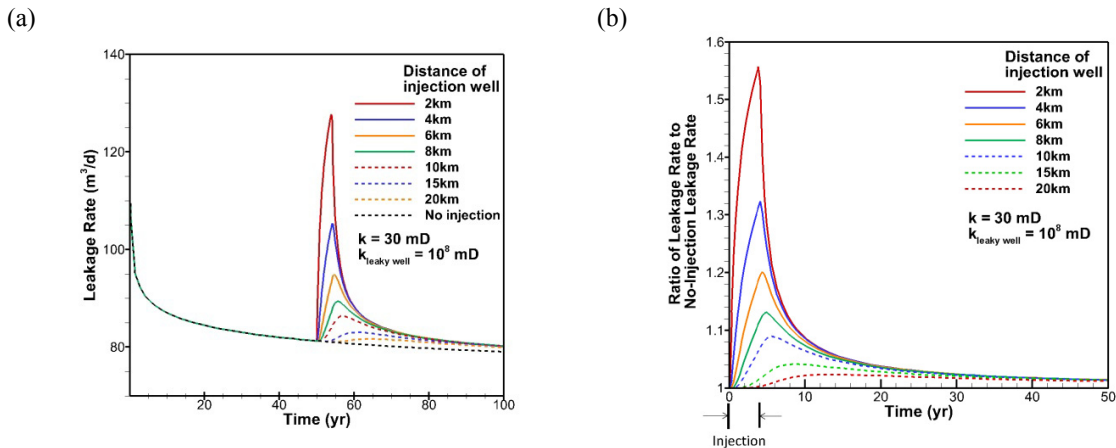 (a)
140
120
100
80
Leakage Rate (m³/d)
Distance of
injection well
2km
4km
6km
8km
10km
15km
20km
No injection
k = 30 mD
k leaky well = 10⁸ mD
20
40
60
80
100
Time (yr)
(b)
1.6
1.5
1.4
1.3
1.2
1.1
1
Ratio of Leakage Rate to
No-Injection Leakage Rate
Distance of
injection well
2km
4km
6km
8km
10km
15km
20km
k = 30 mD
k leaky well = 10⁸ mD
0
10
20
30
40
50
Time (yr)
Injection